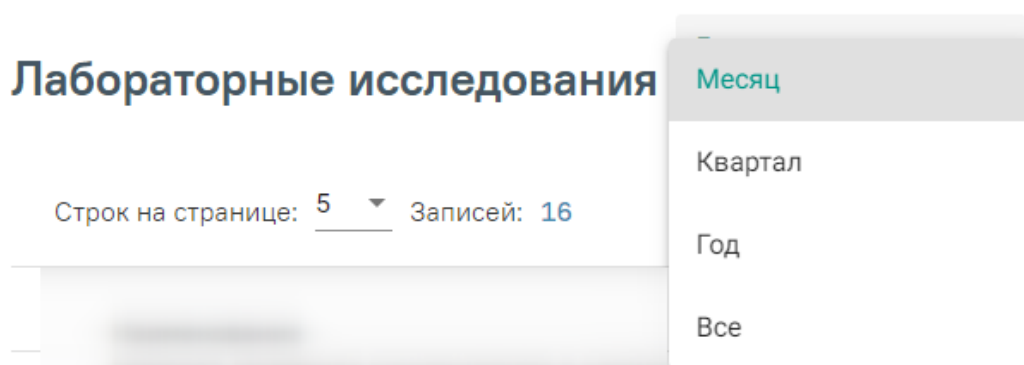 Лабораторные исследования
Месяц
Квартал
Строк на странице: 5 Записей: 16
Год
Все